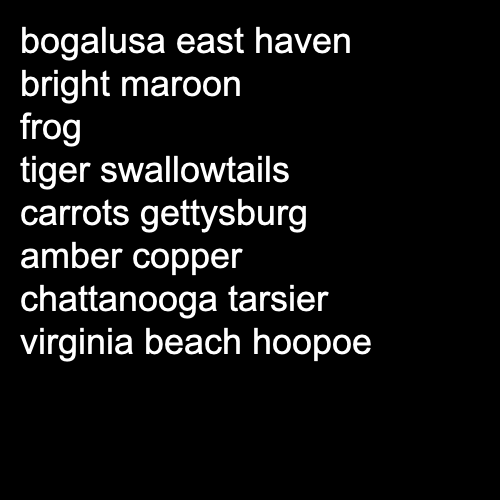 bogalusa east haven
bright maroon
frog
tiger swallowtails
carrots gettysburg
amber copper
chattanooga tarsier
virginia beach hoopoe